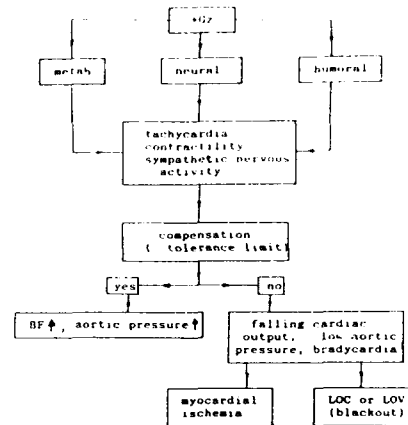 +Gz
metab
neural
humoral
tachycardia
contractility
sympathetic nervous
activity
compensation
( tolerance limit)
yes
no
BF ↑, aortic pressure ↑
falling cardiac
output, low aortic
pressure, bradycardia
myocardial
ischemia
LOC or LOV
(blackout)